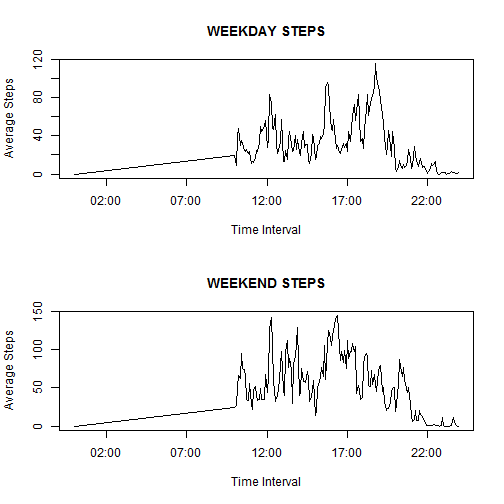 WEEKDAY STEPS
Average Steps
0
40
80
120
02:00 07:00 12:00 17:00 22:00
Time Interval
WEEKEND STEPS
Average Steps
0
50
100
150
02:00 07:00 12:00 17:00 22:00
Time Interval